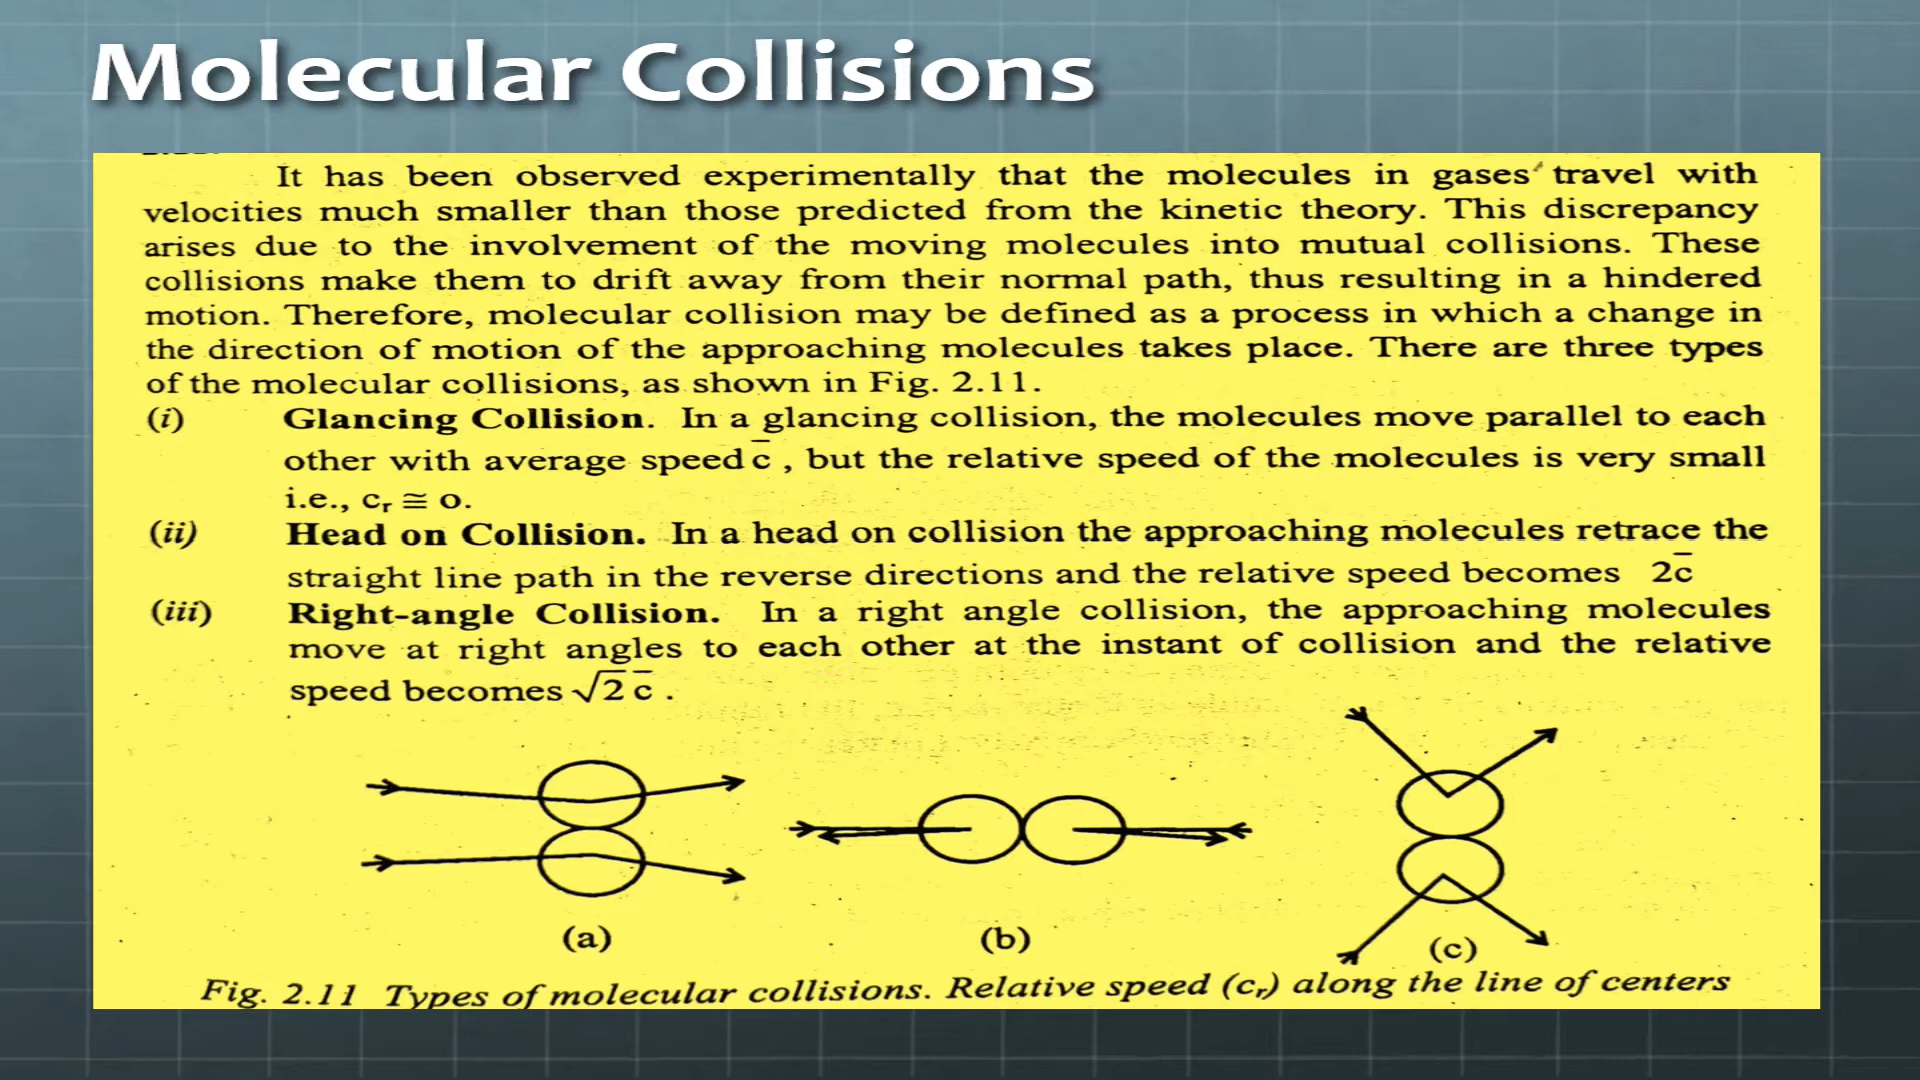 Molecular Collisions
It has been observed experimentally that the molecules in gases travel with
velocities much smaller than those predicted from the kinetic theory. This discrepancy
arises due to the involvement of the moving molecules into mutual collisions. These
collisions make them to drift away from their normal path, thus resulting in a hindered
motion. Therefore, molecular collision may be defined as a process in which a change in
the direction of motion of the approaching molecules takes place. There are three types
of the molecular collisions, as shown in Fig. 2.11.
(i) Glancing Collision. In a glancing collision, the molecules move parallel to each
other with average speed c̄ , but the relative speed of the molecules is very small
i.e., cᵣ ≅ o.
(ii) Head on Collision. In a head on collision the approaching molecules retrace the
straight line path in the reverse directions and the relative speed becomes 2c̄
(iii) Right-angle Collision. In a right angle collision, the approaching molecules
move at right angles to each other at the instant of collision and the relative
speed becomes √2 c̄ .
(a) (b) (c)
Fig. 2.11 Types of molecular collisions. Relative speed (cᵣ) along the line of centers